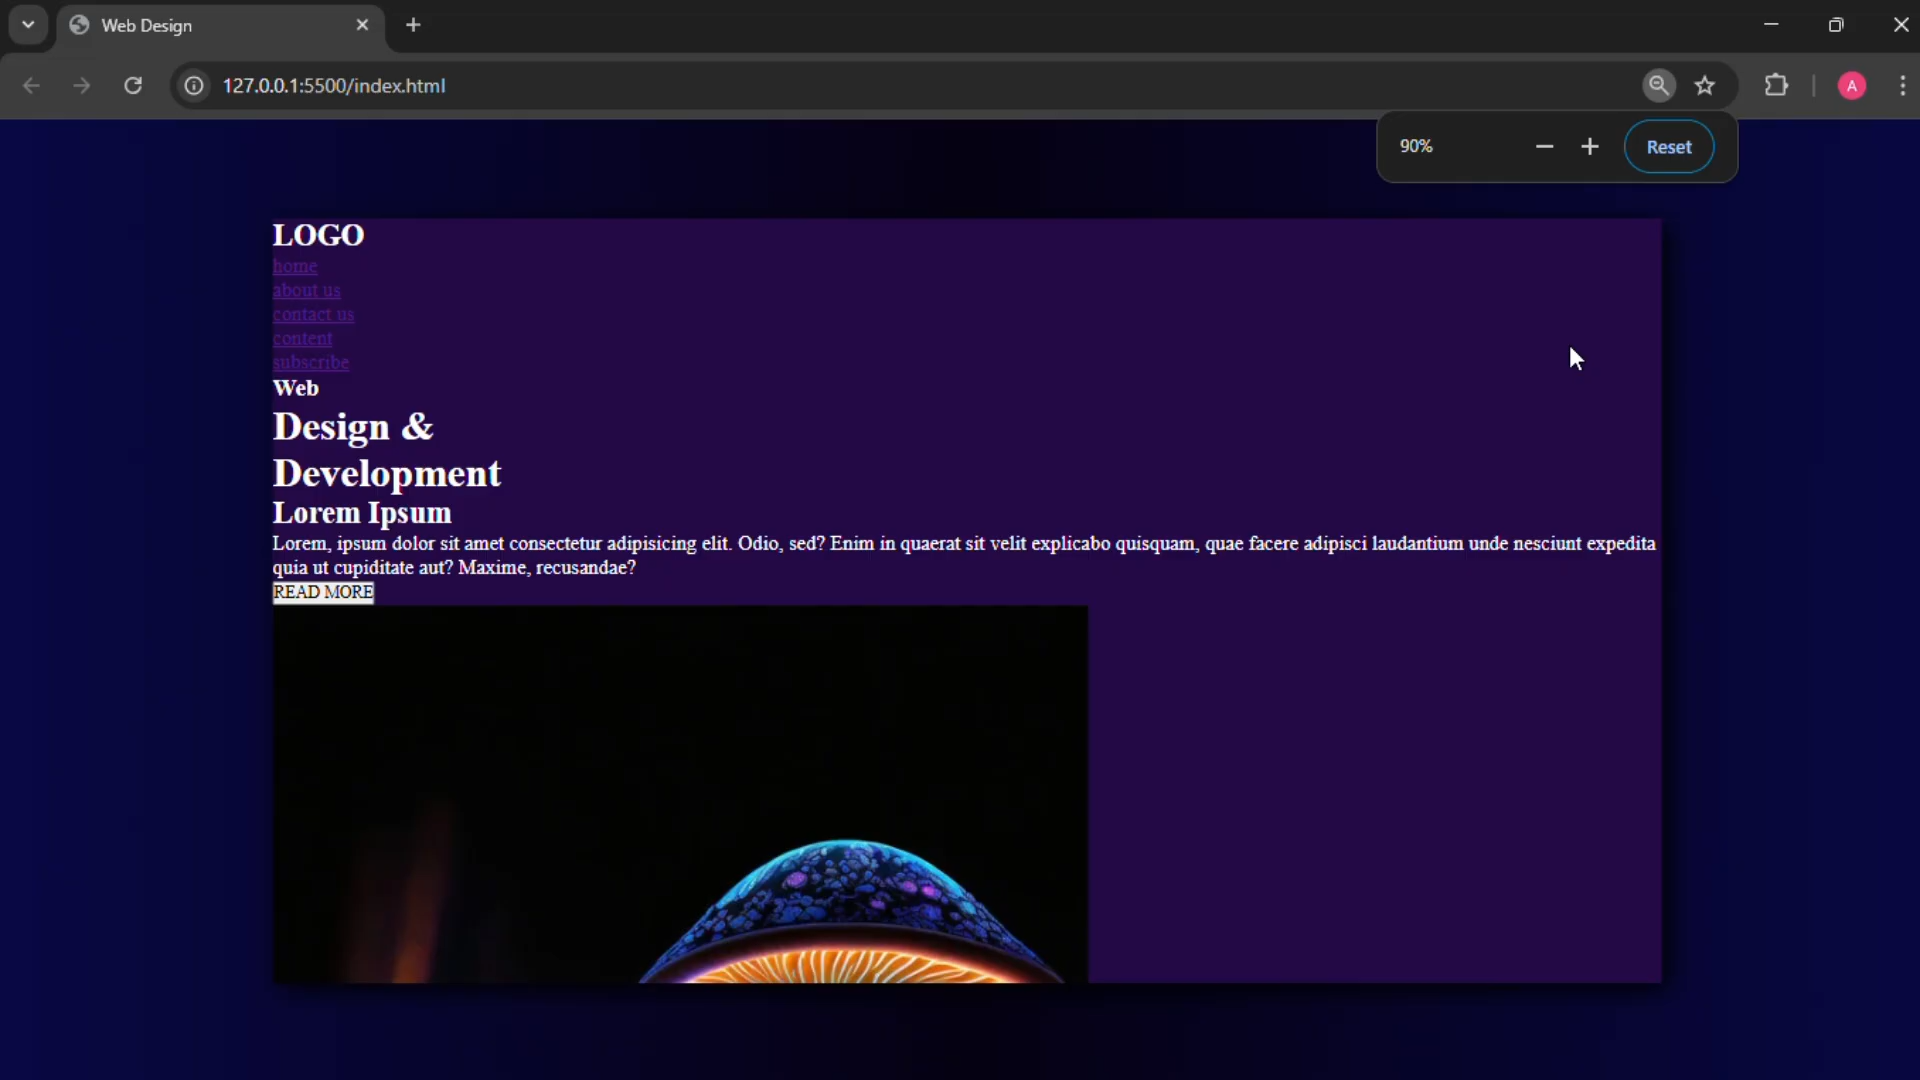 Web Design
127.0.0.1:5500/index.html
A
90%
Reset
LOGO
home
about us
contact us
content
subscribe
Web
Design &
Development
Lorem Ipsum
Lorem, ipsum dolor sit amet consectetur adipisicing elit. Odio, sed? Enim in quaerat sit velit explicabo quisquam, quae facere adipisci laudantium unde nesciunt expedita
quia ut cupiditate aut? Maxime, recusandae?
READ MORE